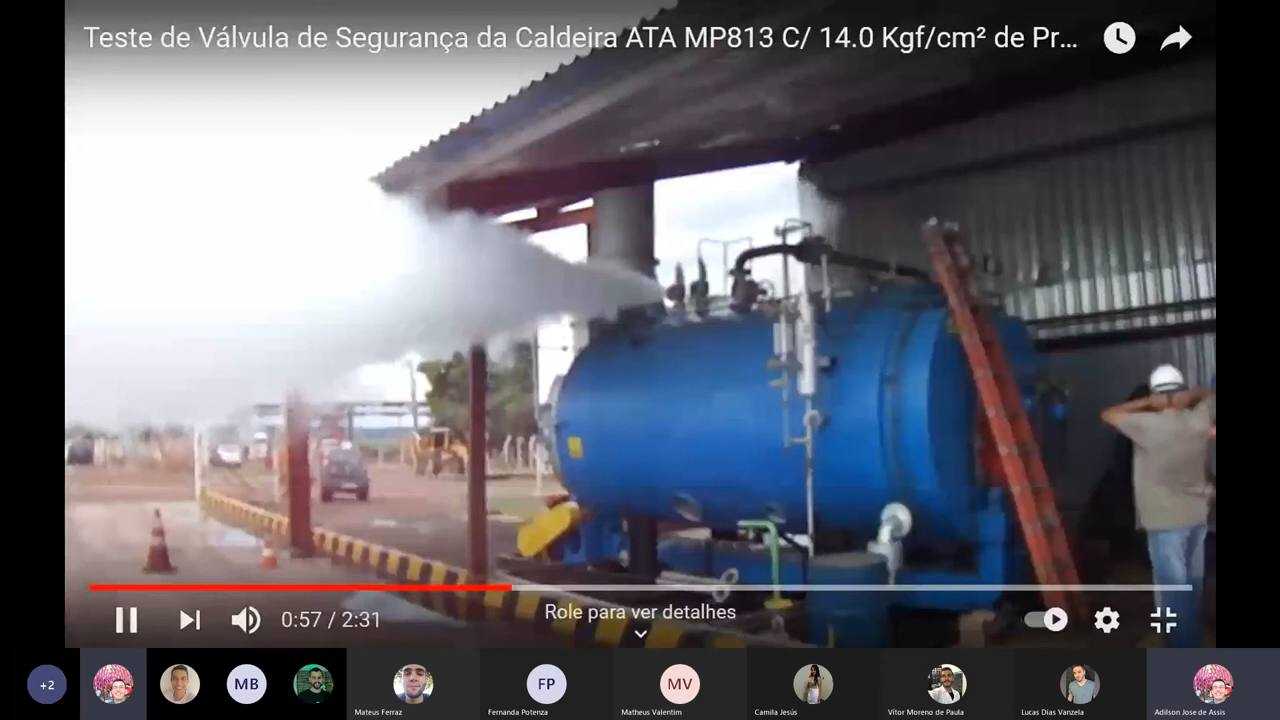 Teste de Válvula de Segurança da Caldeira ATA MP813 C/ 14.0 Kgf/cm² de Pr...
0:57 / 2:31
Role para ver detalhes
+2
MB
FP
MV
Mateus Ferraz
Fernanda Potenza
Matheus Valentim
Camila Jesús
Vítor Moreno de Paula
Lucas Dias Vanzela
Adilson Jose de Assis